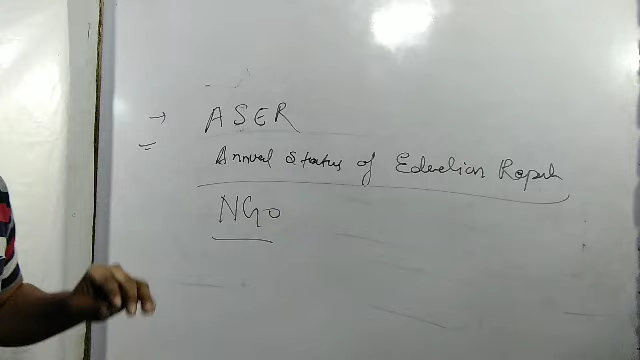 → ASER
Annual Status of Education Report
NGO